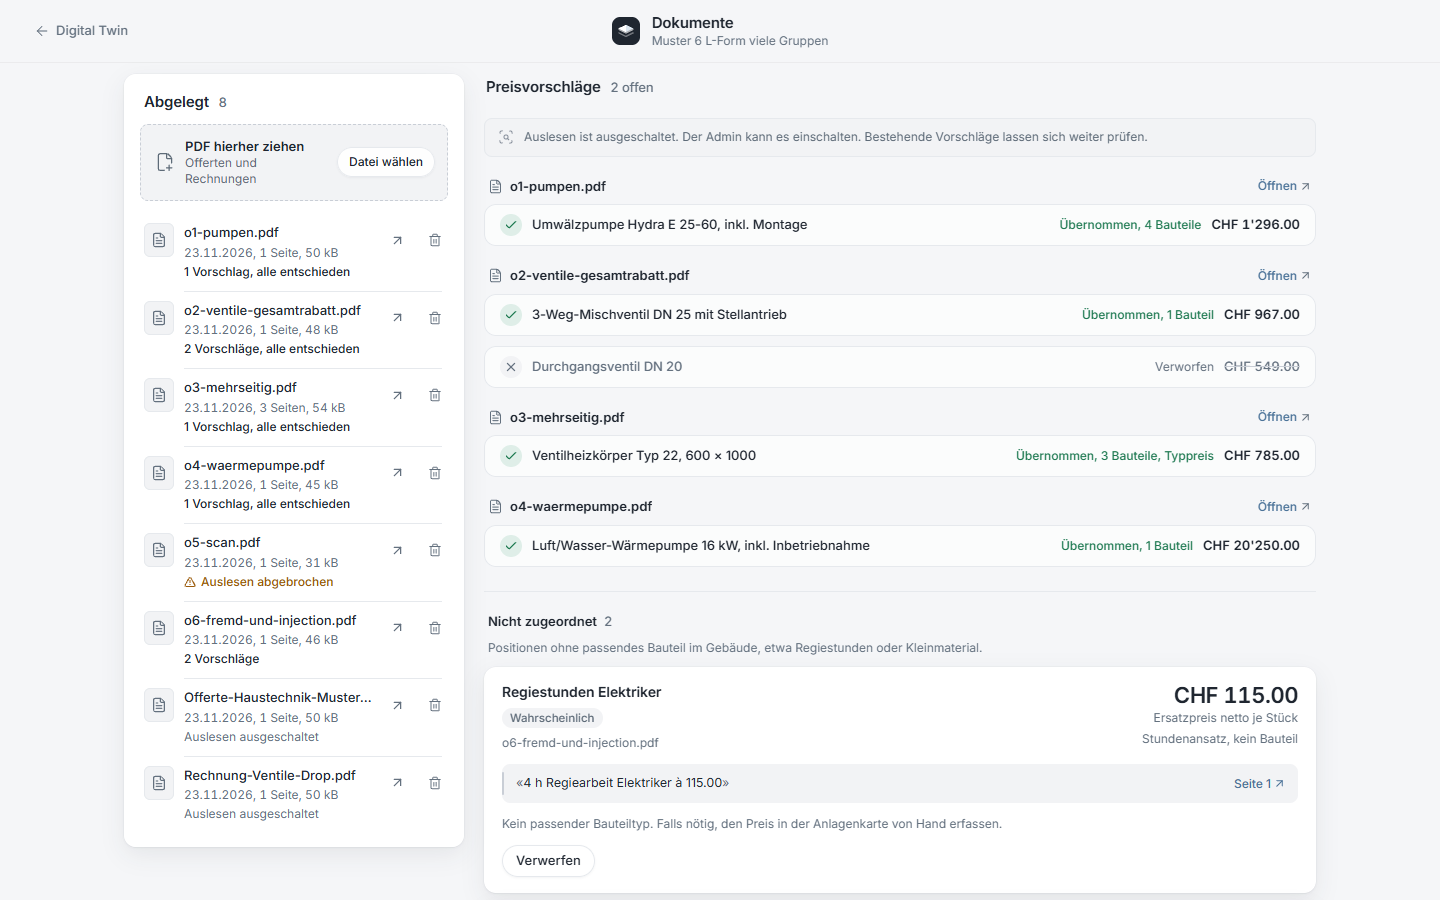 Digital Twin
Dokumente
Muster 6 L-Form viele Gruppen
Abgelegt 8
PDF hierher ziehen
Offerten und
Rechnungen
Datei wählen
o1-pumpen.pdf
23.11.2026, 1 Seite, 50 kB
1 Vorschlag, alle entschieden
o2-ventile-gesamtrabatt.pdf
23.11.2026, 1 Seite, 48 kB
2 Vorschläge, alle entschieden
o3-mehrseitig.pdf
23.11.2026, 3 Seiten, 54 kB
1 Vorschlag, alle entschieden
o4-waermepumpe.pdf
23.11.2026, 1 Seite, 45 kB
1 Vorschlag, alle entschieden
o5-scan.pdf
23.11.2026, 1 Seite, 31 kB
Auslesen abgebrochen
o6-fremd-und-injection.pdf
23.11.2026, 1 Seite, 46 kB
2 Vorschläge
Offerte-Haustechnik-Muster...
23.11.2026, 1 Seite, 50 kB
Auslesen ausgeschaltet
Rechnung-Ventile-Drop.pdf
23.11.2026, 1 Seite, 50 kB
Auslesen ausgeschaltet
Preisvorschläge 2 offen
Auslesen ist ausgeschaltet. Der Admin kann es einschalten. Bestehende Vorschläge lassen sich weiter prüfen.
o1-pumpen.pdf Öffnen
Umwälzpumpe Hydra E 25-60, inkl. Montage Übernommen, 4 Bauteile CHF 1'296.00
o2-ventile-gesamtrabatt.pdf Öffnen
3-Weg-Mischventil DN 25 mit Stellantrieb Übernommen, 1 Bauteil CHF 967.00
Durchgangsventil DN 20 Verworfen CHF 549.00
o3-mehrseitig.pdf Öffnen
Ventilheizkörper Typ 22, 600 × 1000 Übernommen, 3 Bauteile, Typpreis CHF 785.00
o4-waermepumpe.pdf Öffnen
Luft/Wasser-Wärmepumpe 16 kW, inkl. Inbetriebnahme Übernommen, 1 Bauteil CHF 20'250.00
Nicht zugeordnet 2
Positionen ohne passendes Bauteil im Gebäude, etwa Regiestunden oder Kleinmaterial.
Regiestunden Elektriker CHF 115.00
Wahrscheinlich Ersatzpreis netto je Stück
o6-fremd-und-injection.pdf Stundenansatz, kein Bauteil
«4 h Regiearbeit Elektriker à 115.00» Seite 1
Kein passender Bauteiltyp. Falls nötig, den Preis in der Anlagenkarte von Hand erfassen.
Verwerfen